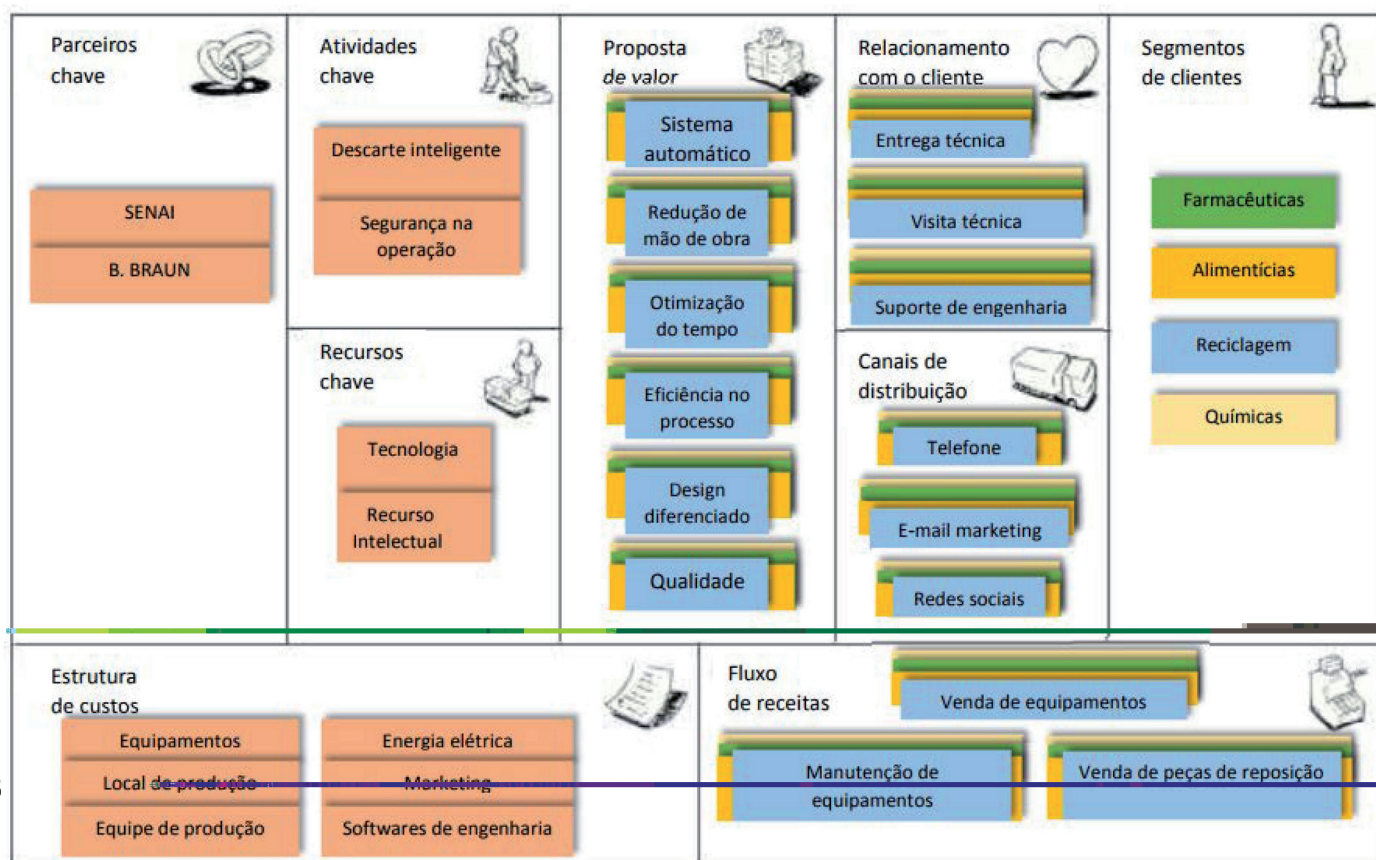 Parceiros
chave
SENAI
B. BRAUN
Atividades
chave
Descarte inteligente
Segurança na
operação
Recursos
chave
Tecnologia
Recurso
Intelectual
Proposta
de valor
Sistema
automático
Redução de
mão de obra
Otimização
do tempo
Eficiência no
processo
Design
diferenciado
Qualidade
Relacionamento
com o cliente
Entrega técnica
Visita técnica
Suporte de engenharia
Canais de
distribuição
Telefone
E-mail marketing
Redes sociais
Segmentos
de clientes
Farmacêuticas
Alimentícias
Reciclagem
Químicas
Estrutura
de custos
Equipamentos
Local de produção
Equipe de produção
Energia elétrica
Marketing
Softwares de engenharia
Fluxo
de receitas
Venda de equipamentos
Manutenção de
equipamentos
Venda de peças de reposição